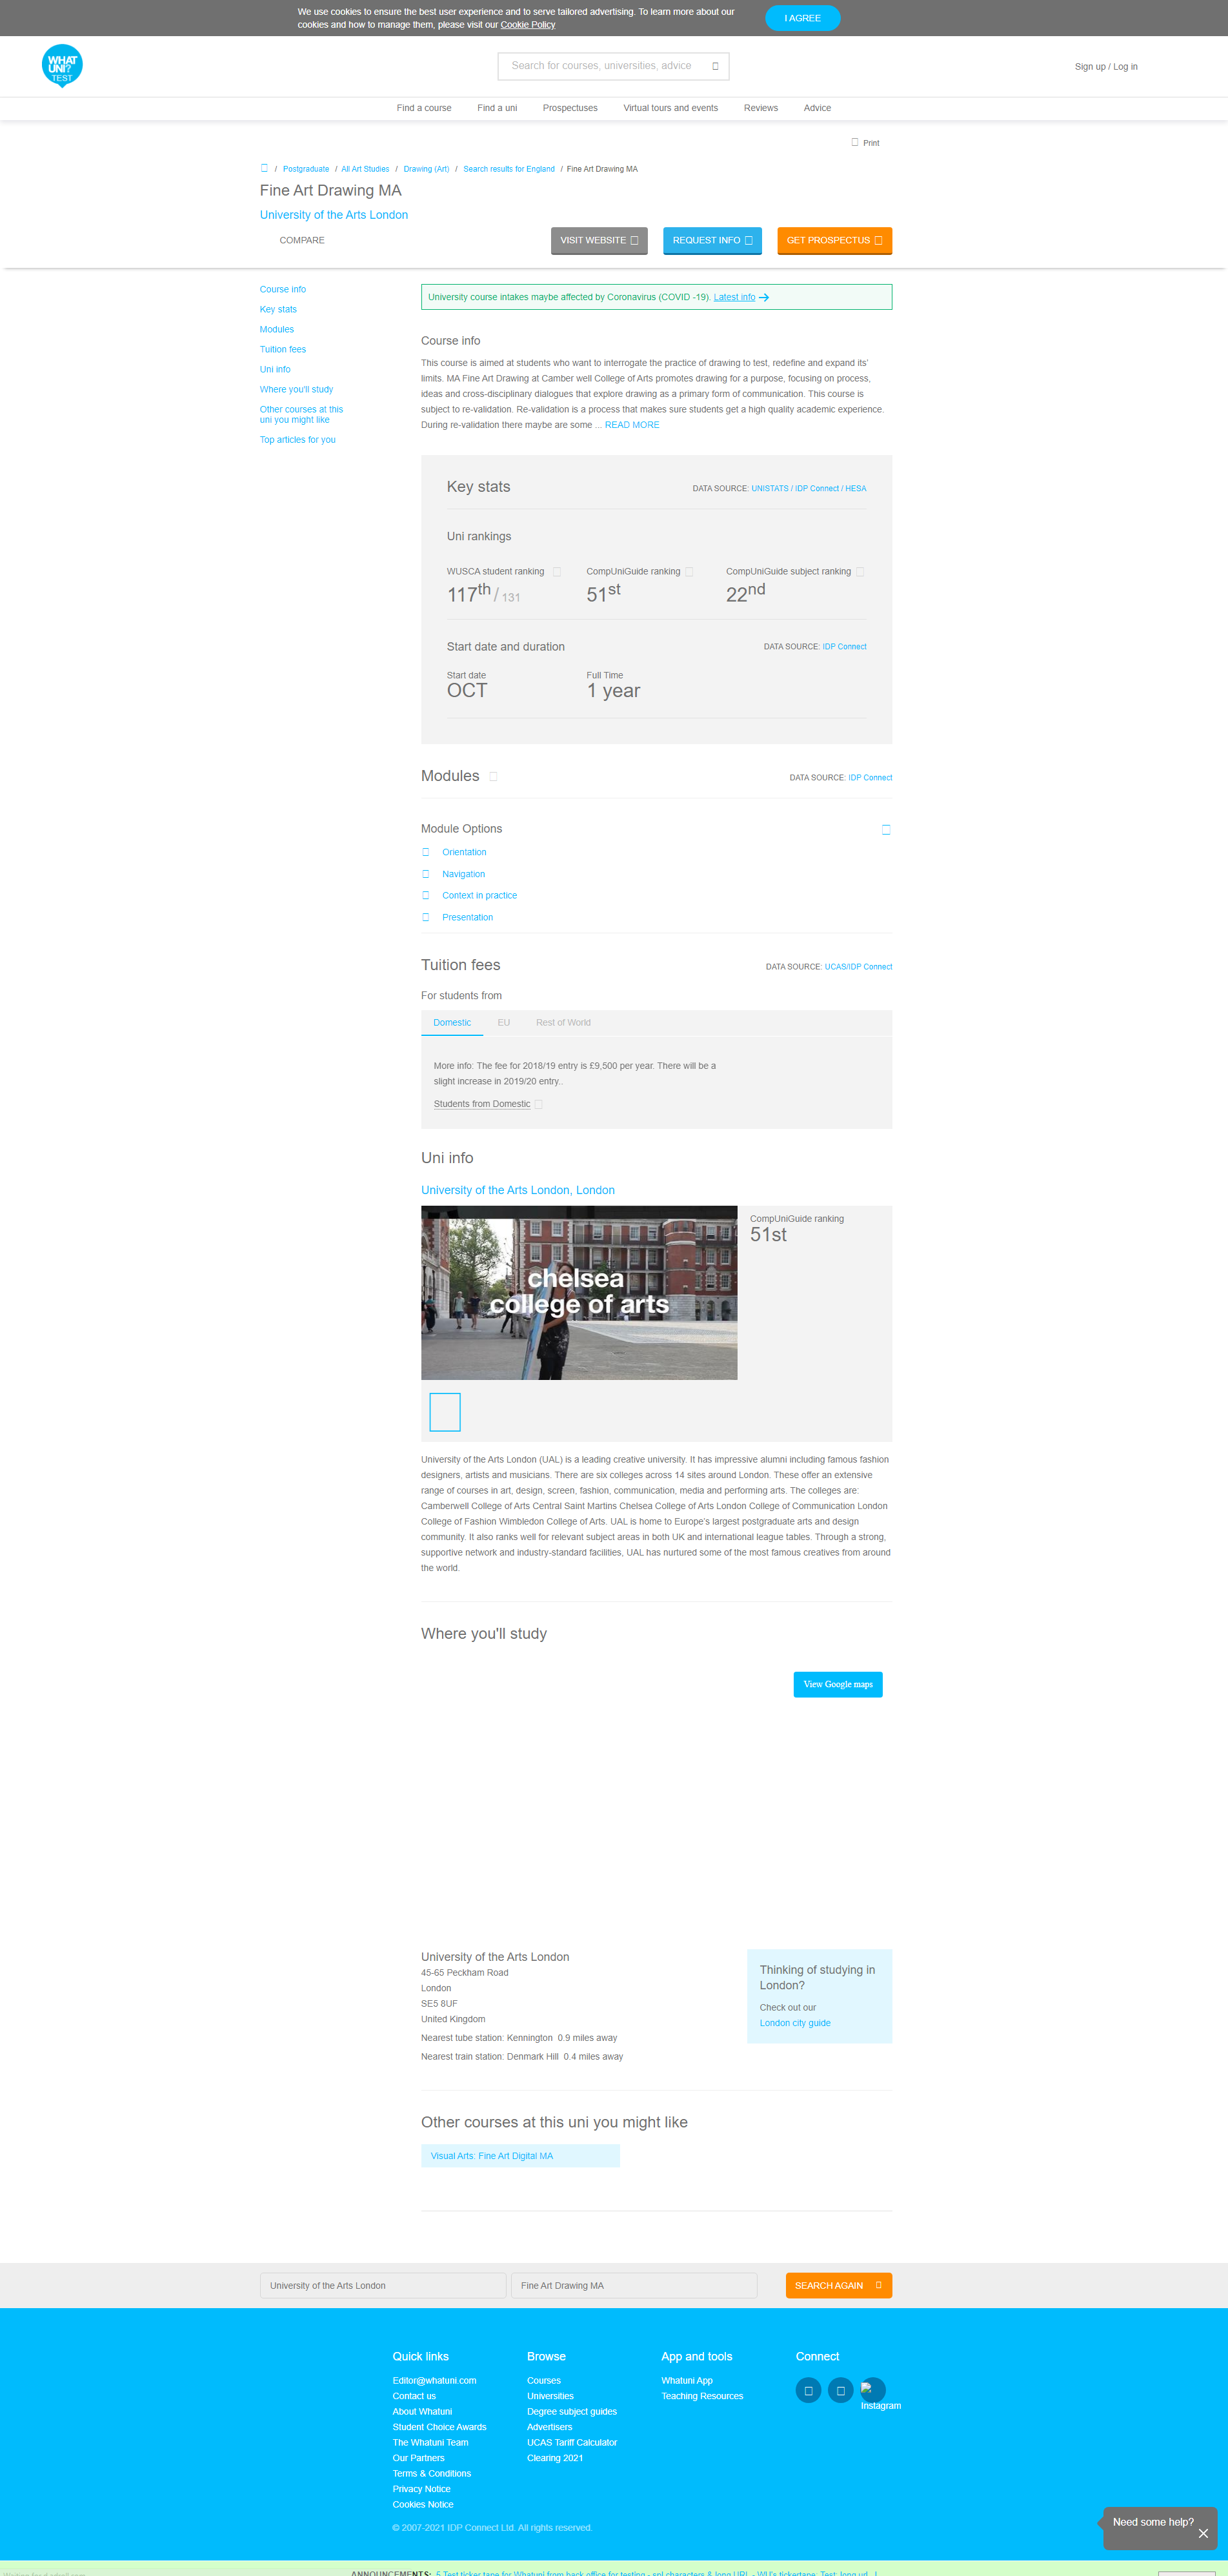 We use cookies to ensure the best user experience and to serve tailored advertising. To learn more about our
cookies and how to manage them, please visit our Cookie Policy
I AGREE
WHAT
UNI?
TEST
Search for courses, universities, advice
Sign up / Log in
Find a course
Find a uni
Prospectuses
Virtual tours and events
Reviews
Advice
Print
/ Postgraduate / All Art Studies / Drawing (Art) / Search results for England / Fine Art Drawing MA
Fine Art Drawing MA
University of the Arts London
COMPARE
VISIT WEBSITE
REQUEST INFO
GET PROSPECTUS
Course info
Key stats
Modules
Tuition fees
Uni info
Where you'll study
Other courses at this
uni you might like
Top articles for you
University course intakes maybe affected by Coronavirus (COVID -19). Latest info
Course info
This course is aimed at students who want to interrogate the practice of drawing to test, redefine and expand its'
limits. MA Fine Art Drawing at Camber well College of Arts promotes drawing for a purpose, focusing on process,
ideas and cross-disciplinary dialogues that explore drawing as a primary form of communication. This course is
subject to re-validation. Re-validation is a process that makes sure students get a high quality academic experience.
During re-validation there maybe are some ... READ MORE
Key stats
DATA SOURCE: UNISTATS / IDP Connect / HESA
Uni rankings
WUSCA student ranking
CompUniGuide ranking
CompUniGuide subject ranking
117th / 131
51st
22nd
Start date and duration
DATA SOURCE: IDP Connect
Start date
Full Time
OCT
1 year
Modules
DATA SOURCE: IDP Connect
Module Options
Orientation
Navigation
Context in practice
Presentation
Tuition fees
DATA SOURCE: UCAS/IDP Connect
For students from
Domestic
EU
Rest of World
More info: The fee for 2018/19 entry is £9,500 per year. There will be a
slight increase in 2019/20 entry..
Students from Domestic
Uni info
University of the Arts London, London
chelsea
college of arts
CompUniGuide ranking
51st
University of the Arts London (UAL) is a leading creative university. It has impressive alumni including famous fashion
designers, artists and musicians. There are six colleges across 14 sites around London. These offer an extensive
range of courses in art, design, screen, fashion, communication, media and performing arts. The colleges are:
Camberwell College of Arts Central Saint Martins Chelsea College of Arts London College of Communication London
College of Fashion Wimbledon College of Arts. UAL is home to Europe's largest postgraduate arts and design
community. It also ranks well for relevant subject areas in both UK and international league tables. Through a strong,
supportive network and industry-standard facilities, UAL has nurtured some of the most famous creatives from around
the world.
Where you'll study
View Google maps
University of the Arts London
45-65 Peckham Road
London
SE5 8UF
United Kingdom
Nearest tube station: Kennington 0.9 miles away
Nearest train station: Denmark Hill 0.4 miles away
Thinking of studying in
London?
Check out our
London city guide
Other courses at this uni you might like
Visual Arts: Fine Art Digital MA
University of the Arts London
Fine Art Drawing MA
SEARCH AGAIN
Quick links
Editor@whatuni.com
Contact us
About Whatuni
Student Choice Awards
The Whatuni Team
Our Partners
Terms & Conditions
Privacy Notice
Cookies Notice
Browse
Courses
Universities
Degree subject guides
Advertisers
UCAS Tariff Calculator
Clearing 2021
App and tools
Whatuni App
Teaching Resources
Connect
Instagram
© 2007-2021 IDP Connect Ltd. All rights reserved.
Need some help?
ANNOUNCEMENTS: 5 Test ticker tape for Whatuni from back office for testing - spl characters & long URL - WU's tickertape: Test: long url